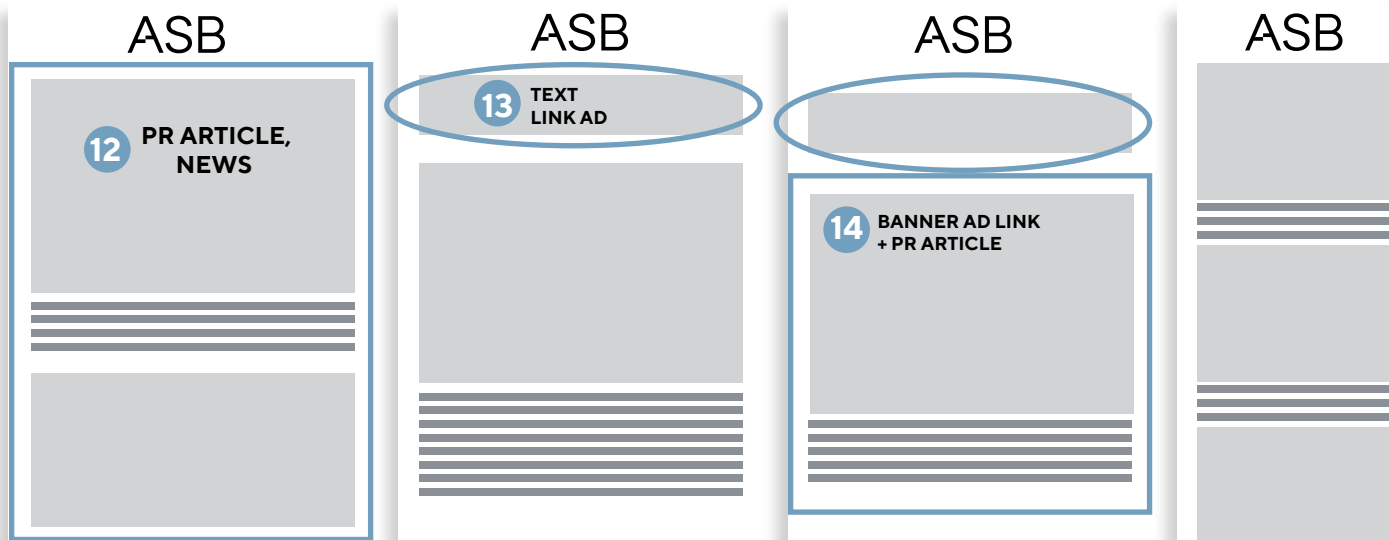 ASB
12
PR ARTICLE,
NEWS
ASB
13
TEXT
LINK AD
ASB
14
BANNER AD LINK
+ PR ARTICLE
ASB